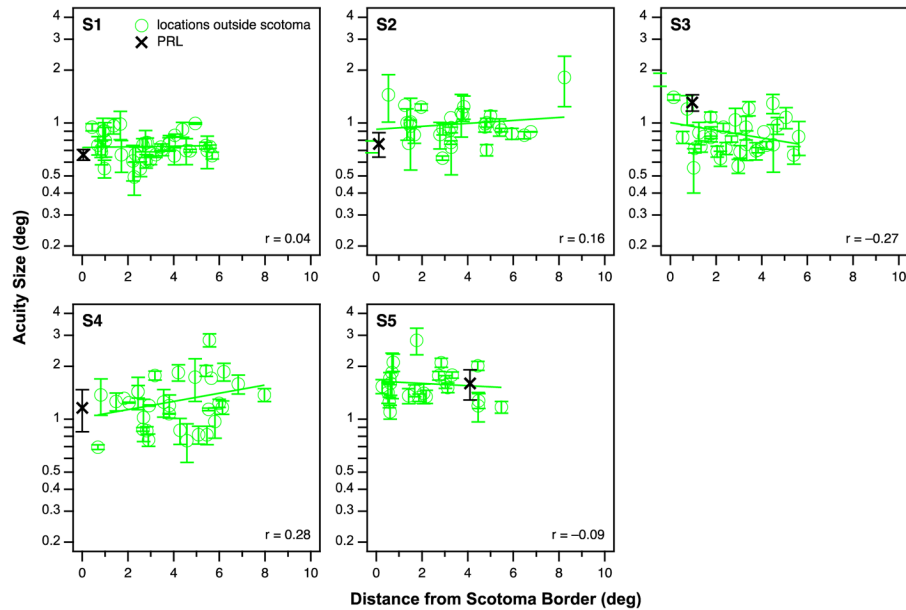 S1
locations outside scotoma
PRL
4
3
2
1
0.5
0.4
0.3
0.2
0 2 4 6 8 10
r = 0.04
S2
4
3
2
1
0.5
0.4
0.3
0.2
0 2 4 6 8 10
r = 0.16
S3
4
3
2
1
0.5
0.4
0.3
0.2
0 2 4 6 8 10
r = –0.27
Acuity Size (deg)
S4
4
3
2
1
0.5
0.4
0.3
0.2
0 2 4 6 8 10
r = 0.28
S5
4
3
2
1
0.5
0.4
0.3
0.2
0 2 4 6 8 10
r = –0.09
Distance from Scotoma Border (deg)